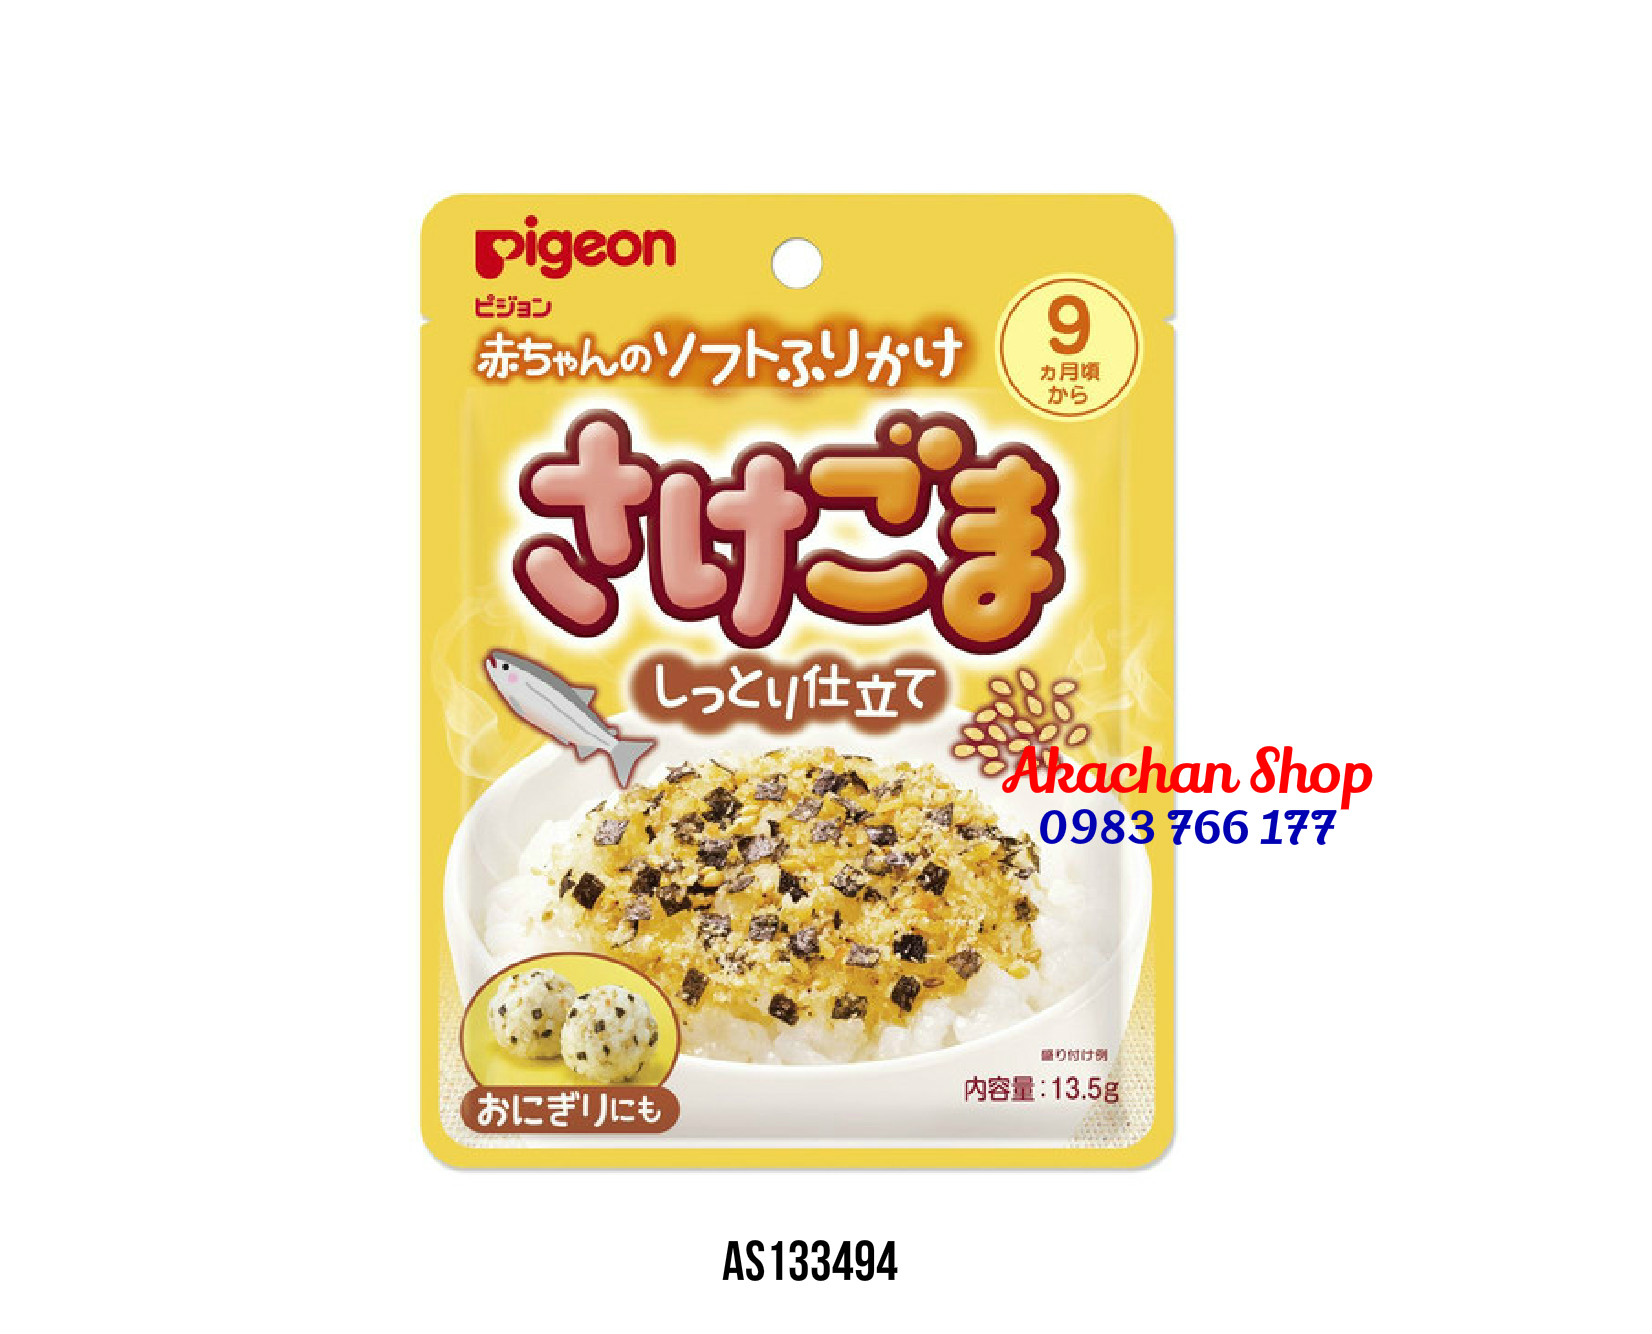 pigeon
ピジョン
赤ちゃんのソフトふりかけ
9
ヵ月頃
から
さけごま
しっとり仕立て
Akachan Shop
0983 766 177
盛り付け例
内容量:13.5g
おにぎりにも
AS133494